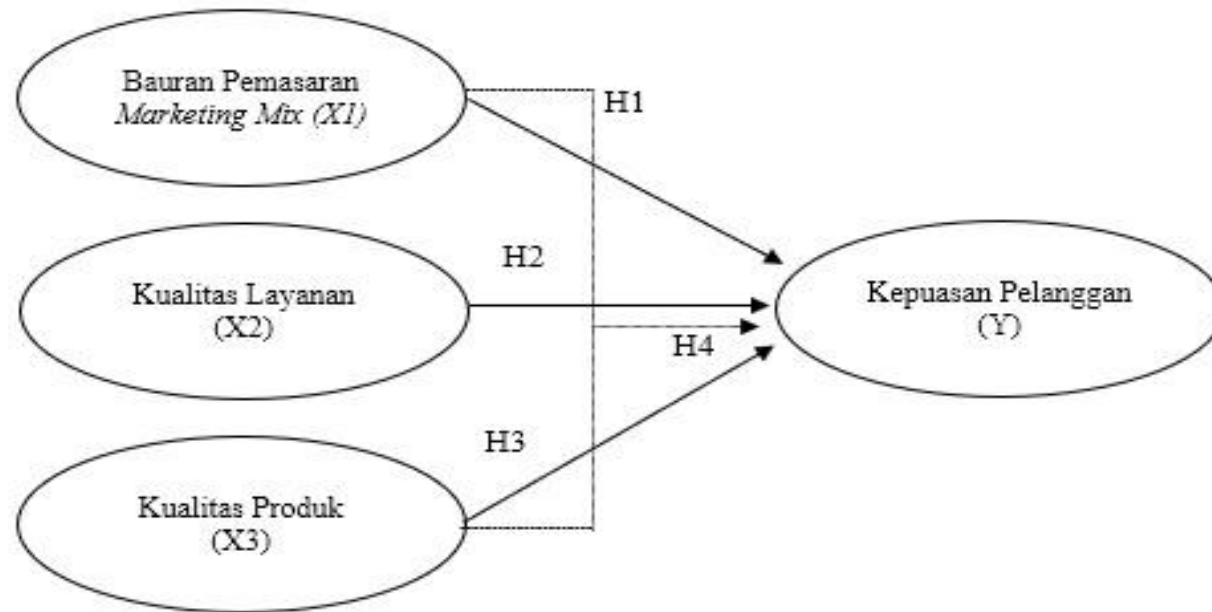 Bauran Pemasaran
Marketing Mix (X1)
H1
Kualitas Layanan
(X2)
H2
H4
Kepuasan Pelanggan
(Y)
H3
Kualitas Produk
(X3)